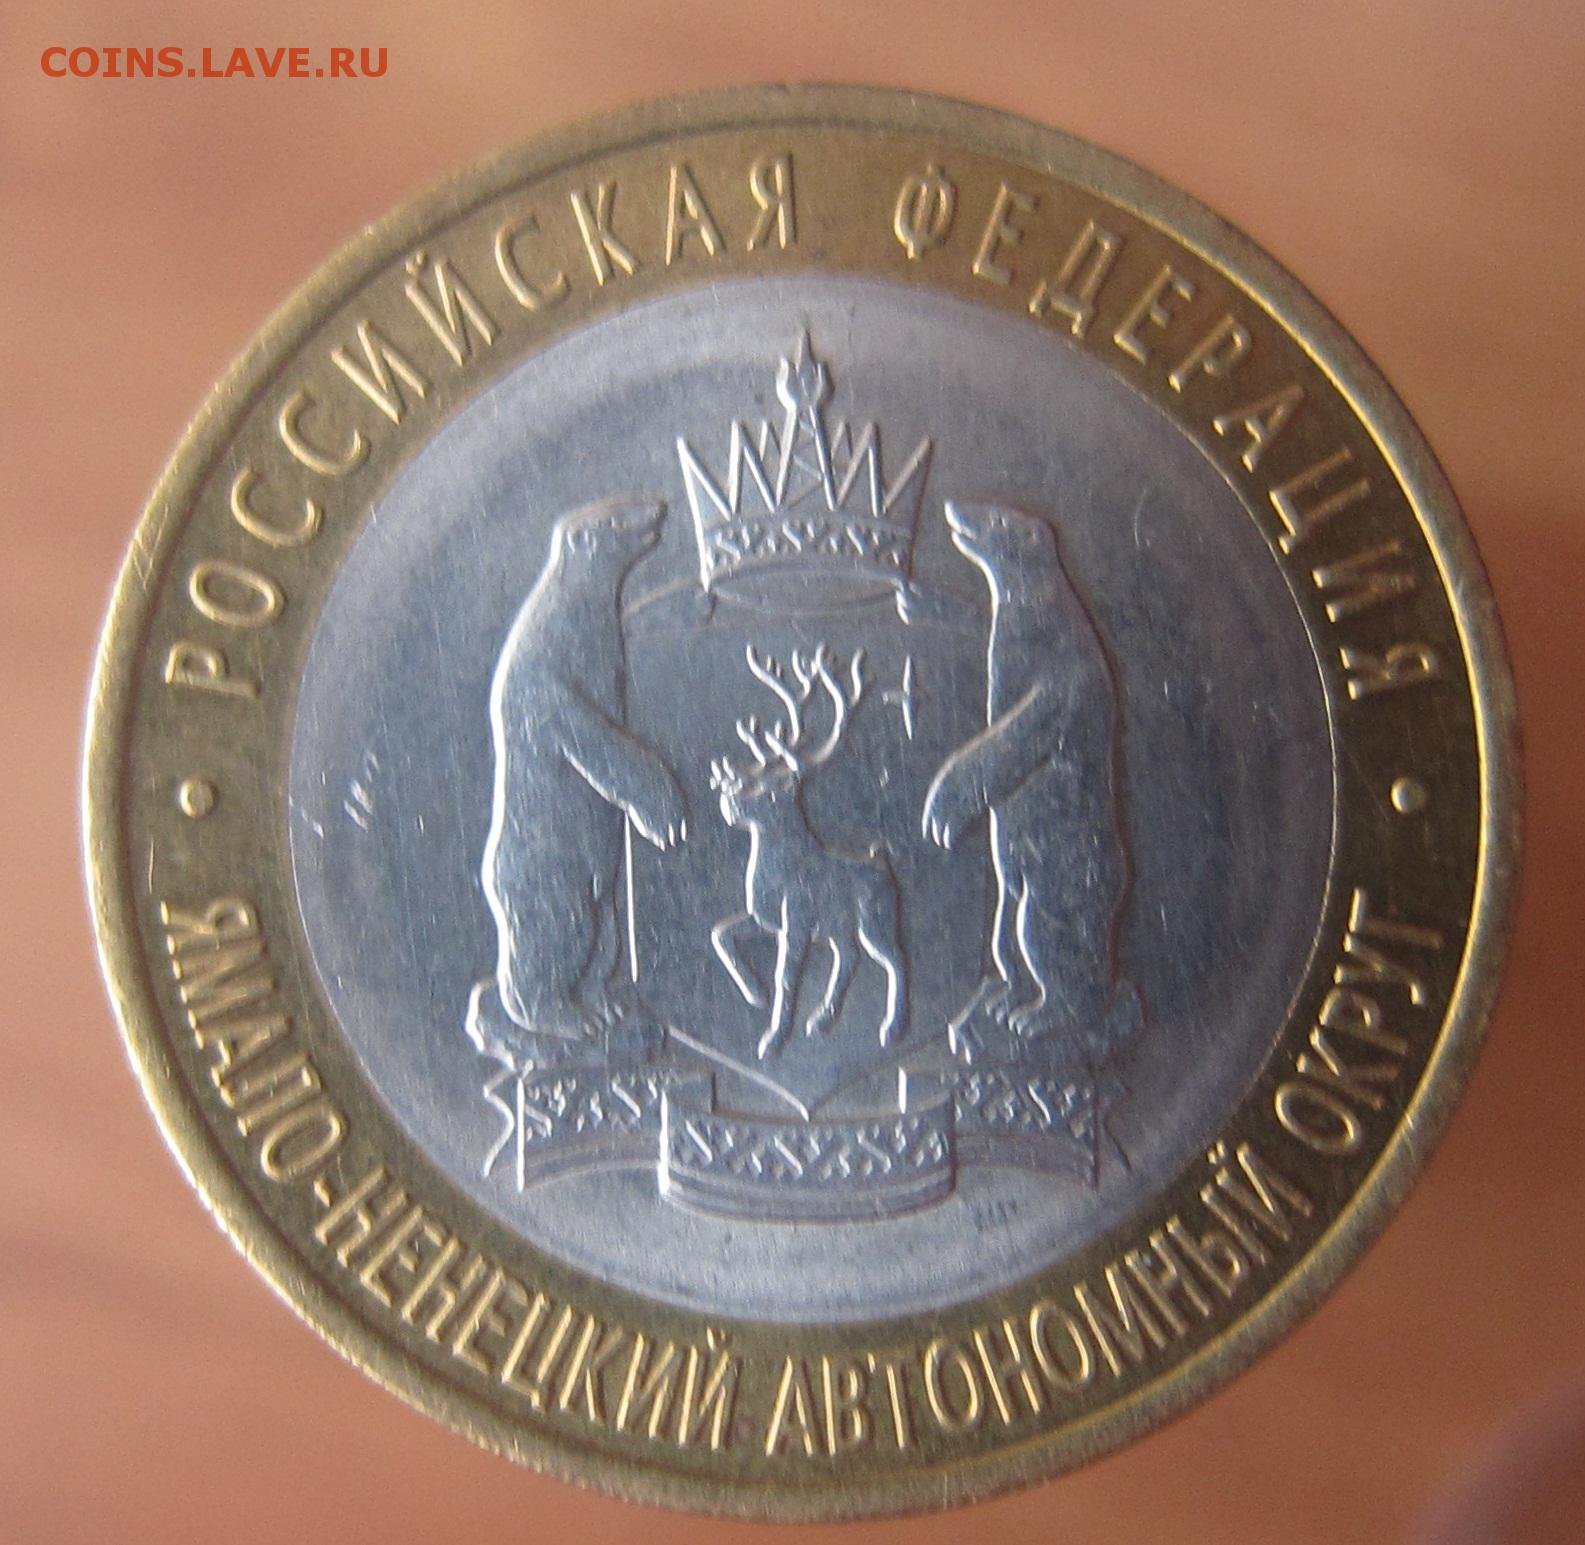 COINS.LAVE.RU
РОССИЙСКАЯ ФЕДЕРАЦИЯ
ЯМАЛО-НЕНЕЦКИЙ АВТОНОМНЫЙ ОКРУГ